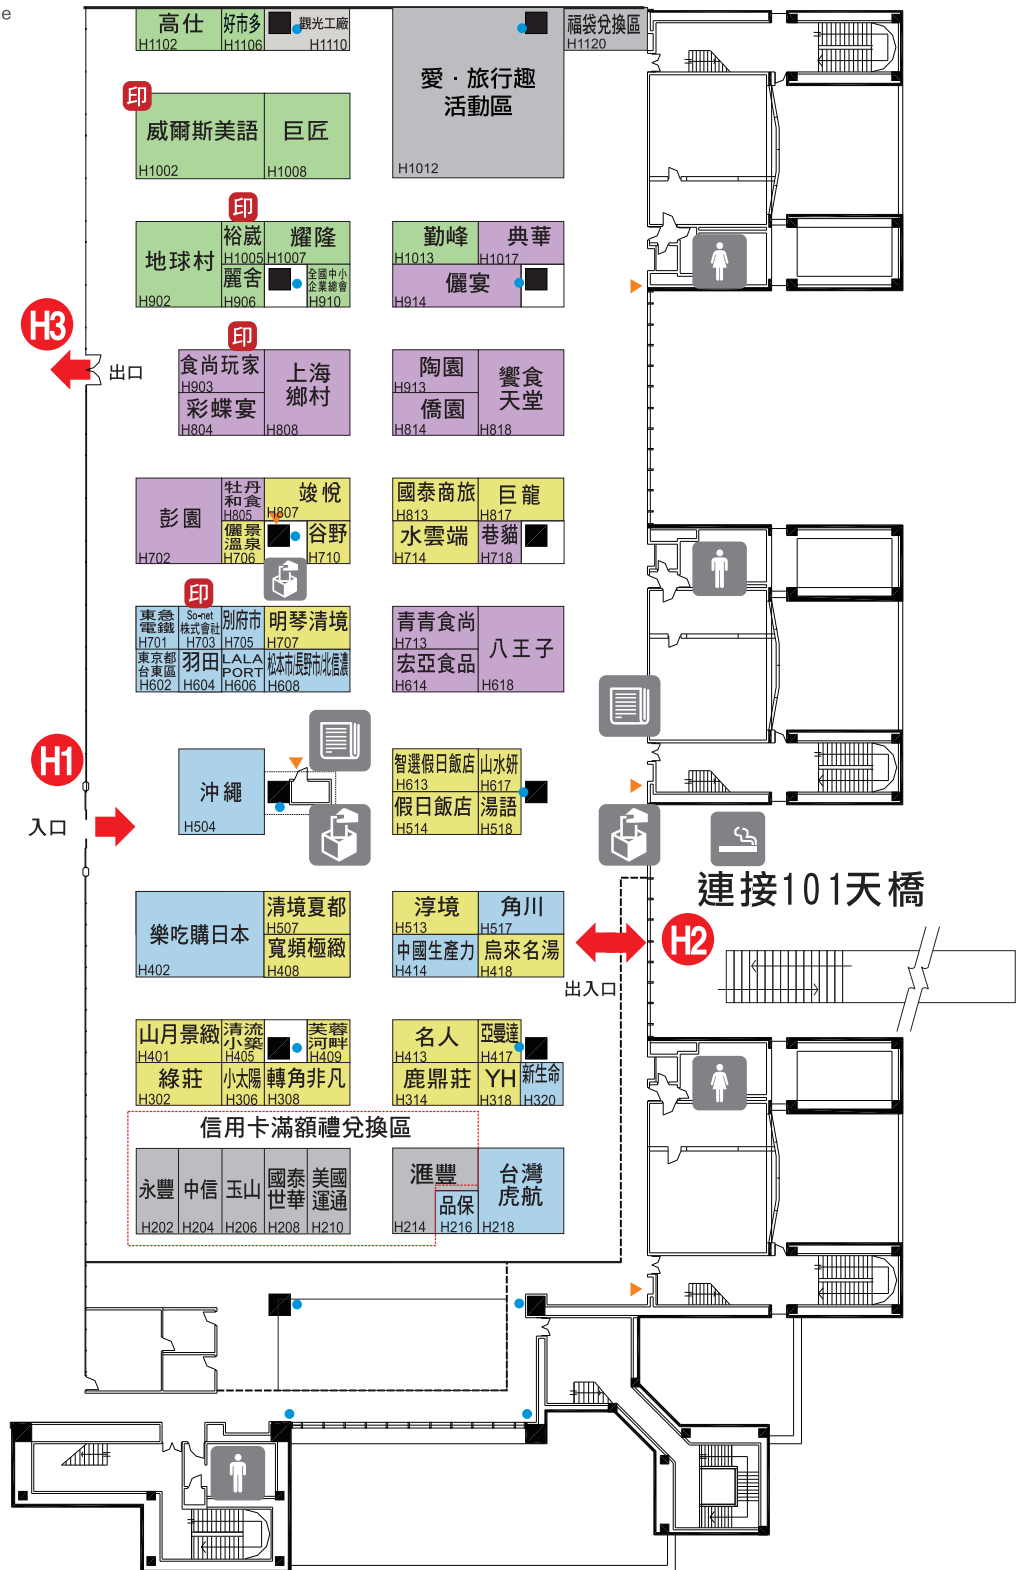 e
高仕
H1102
好市多
H1106
觀光工廠
H1110
愛·旅行趣
活動區
H1012
福袋兌換區
H1120
印
威爾斯美語
H1002
巨匠
H1008
印
地球村
H902
裕崴
H1005
耀隆
H1007
麗舍
H906
全國中小
企業總會
H910
勤峰
H1013
典華
H1017
儷宴
H914
H3
出口
印
食尚玩家
H903
彩蝶宴
H804
上海
鄉村
H808
陶園
H913
僑園
H814
饗食
天堂
H818
彭園
H702
牡丹
和食
H805
竣悅
H807
儷景
溫泉
H706
谷野
H710
國泰商旅
H813
巨龍
H817
水雲端
H714
巷貓
H718
印
東急
電鐵
H701
So-net
株式會社
H703
別府市
H705
明琴清境
H707
東京都
台東區
H602
羽田
H604
LALA
PORT
H606
松本市/長野市/北信濃
H608
青青食尚
H713
宏亞食品
H614
八王子
H618
H1
入口
沖繩
H504
智選假日飯店
H613
山水妍
H617
假日飯店
H514
湯語
H518
連接101天橋
樂吃購日本
H402
清境夏都
H507
寬頻極緻
H408
淳境
H513
角川
H517
中國生產力
H414
烏來名湯
H418
H2
出入口
山月景緻
H401
清流
小築
H405
芙蓉
河畔
H409
綠莊
H302
小太陽
H306
轉角非凡
H308
名人
H413
亞曼達
H417
鹿鼎莊
H314
YH
H318
新生命
H320
信用卡滿額禮兌換區
永豐
H202
中信
H204
玉山
H206
國泰
世華
H208
美國
運通
H210
滙豐
H214
品保
H216
台灣
虎航
H218